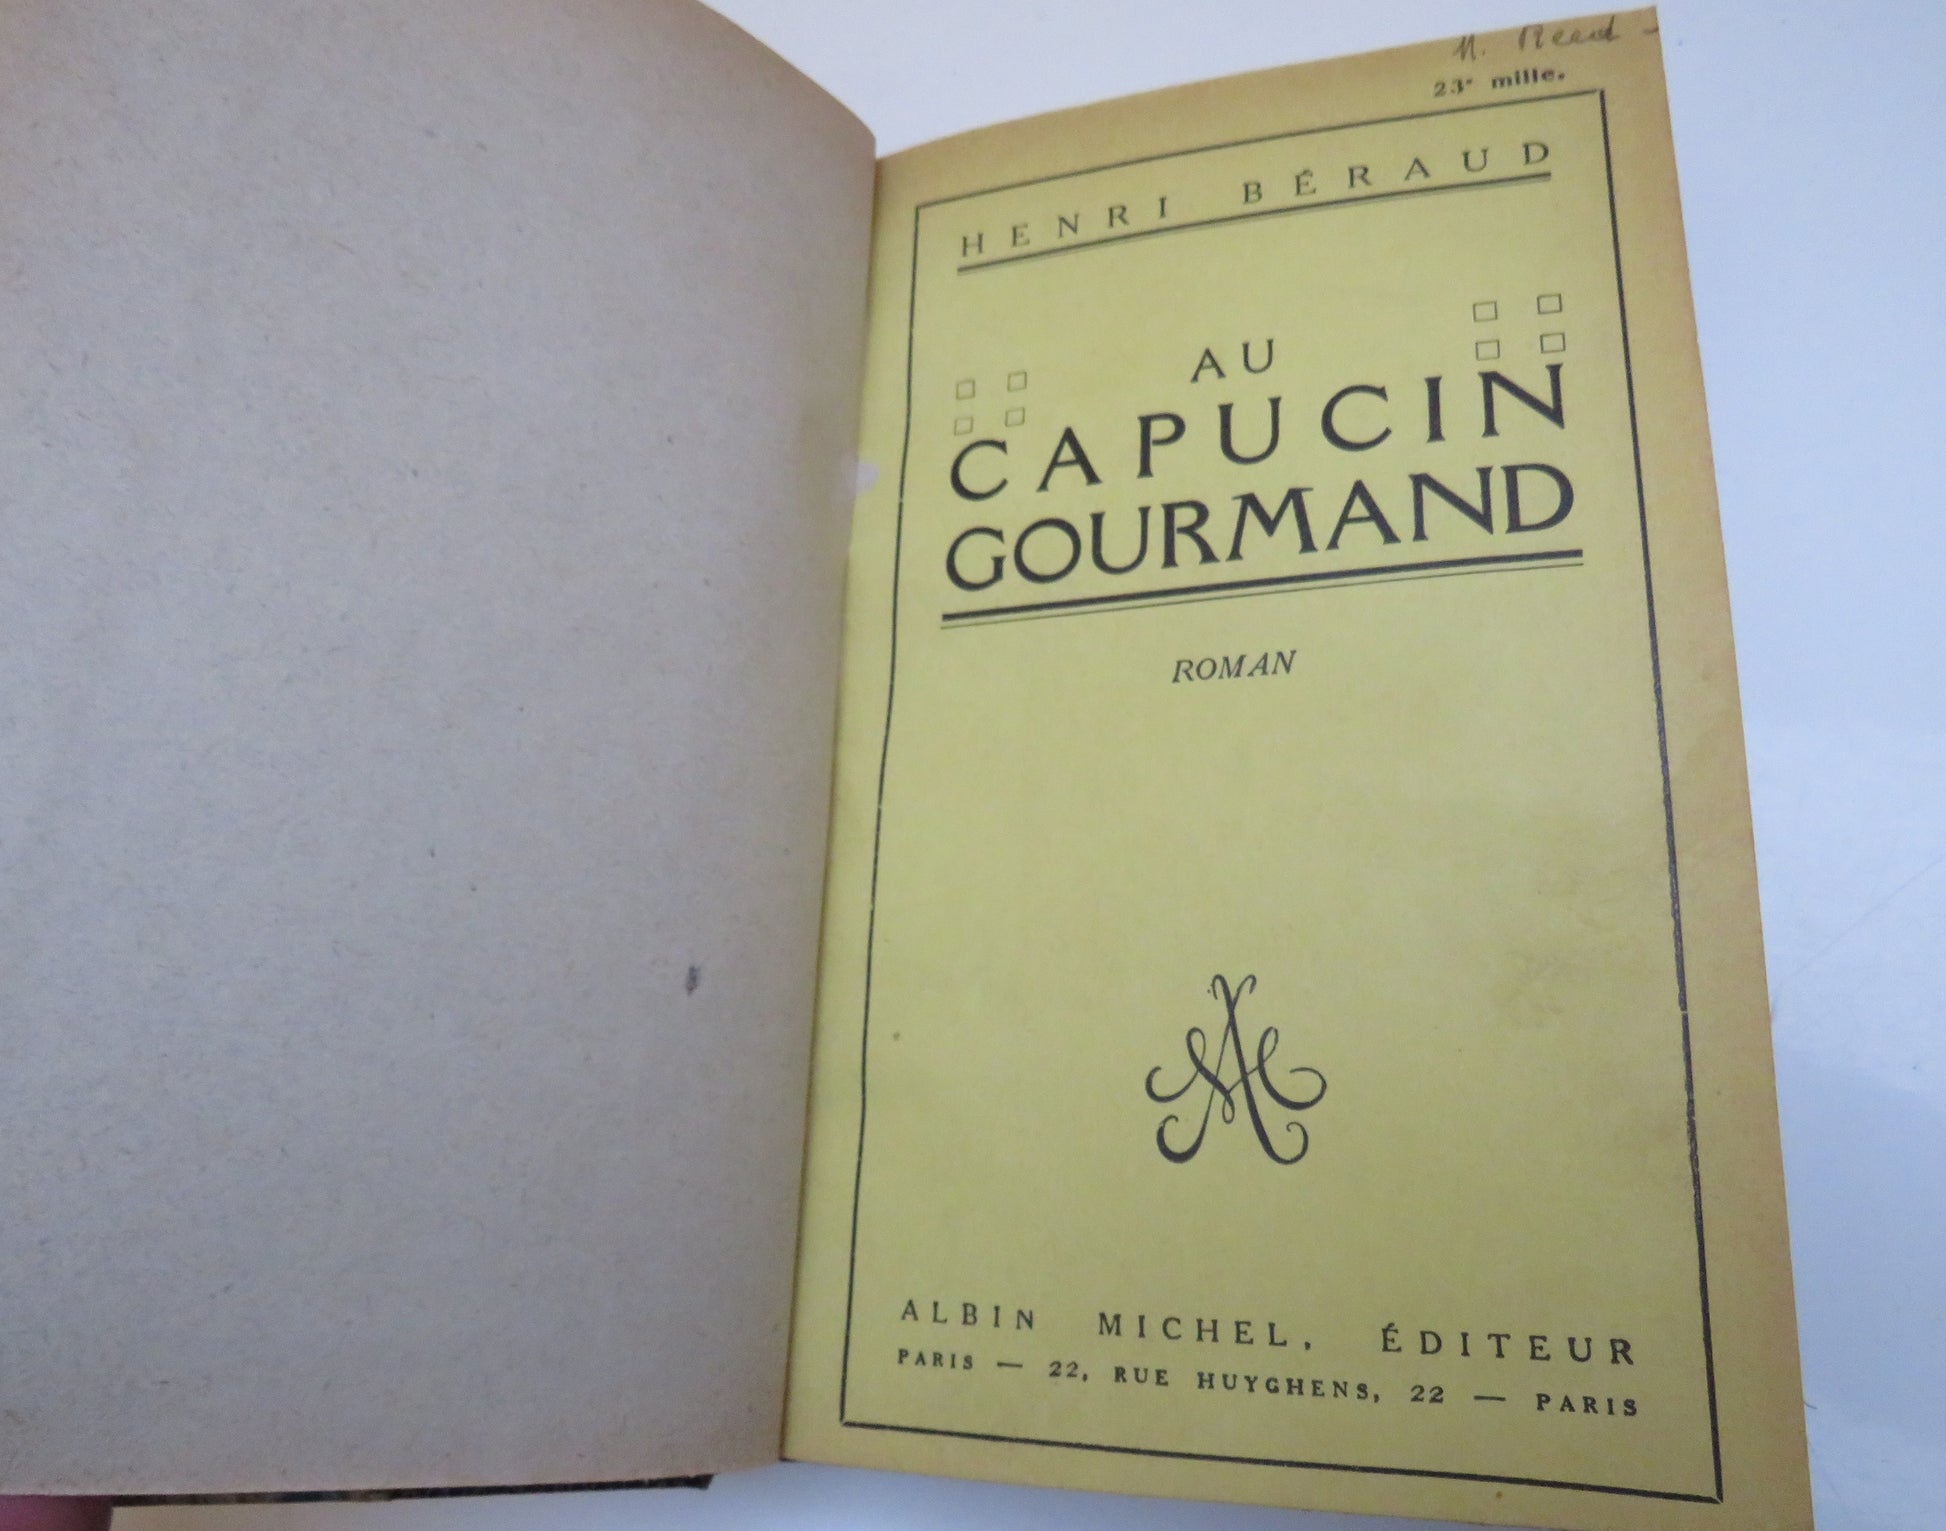 23e mille.
HENRI BÉRAUD
AU
CAPUCIN
GOURMAND
ROMAN
AM
ALBIN MICHEL, ÉDITEUR
PARIS — 22, RUE HUYGHENS, 22 — PARIS